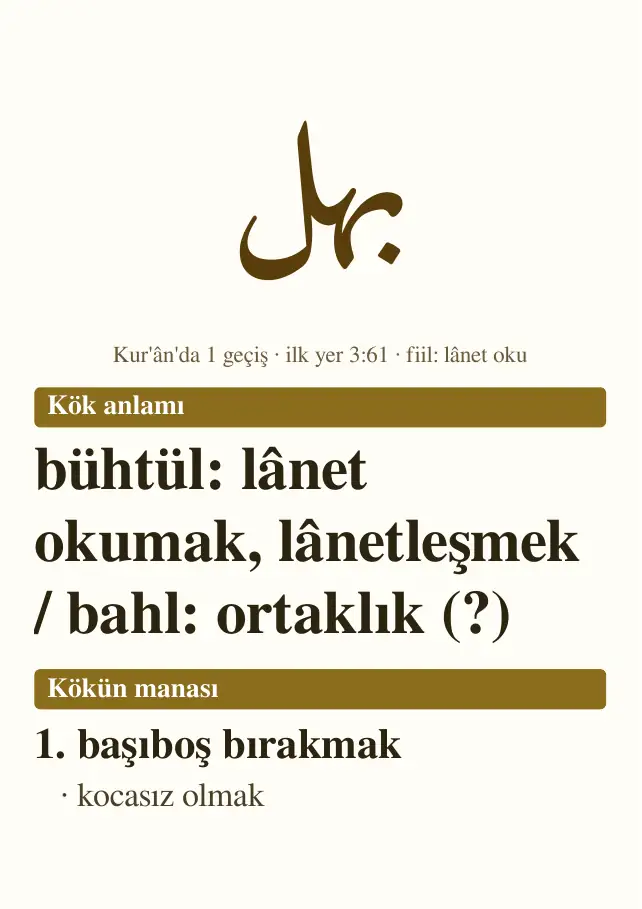 بهل
Kur'ân'da 1 geçiş · ilk yer 3:61 · fiil: lânet oku
Kök anlamı
bühtül: lânet
okumak, lânetleşmek
/ bahl: ortaklık (?)
Kökün manası
1. başıboş bırakmak
· kocasız olmak